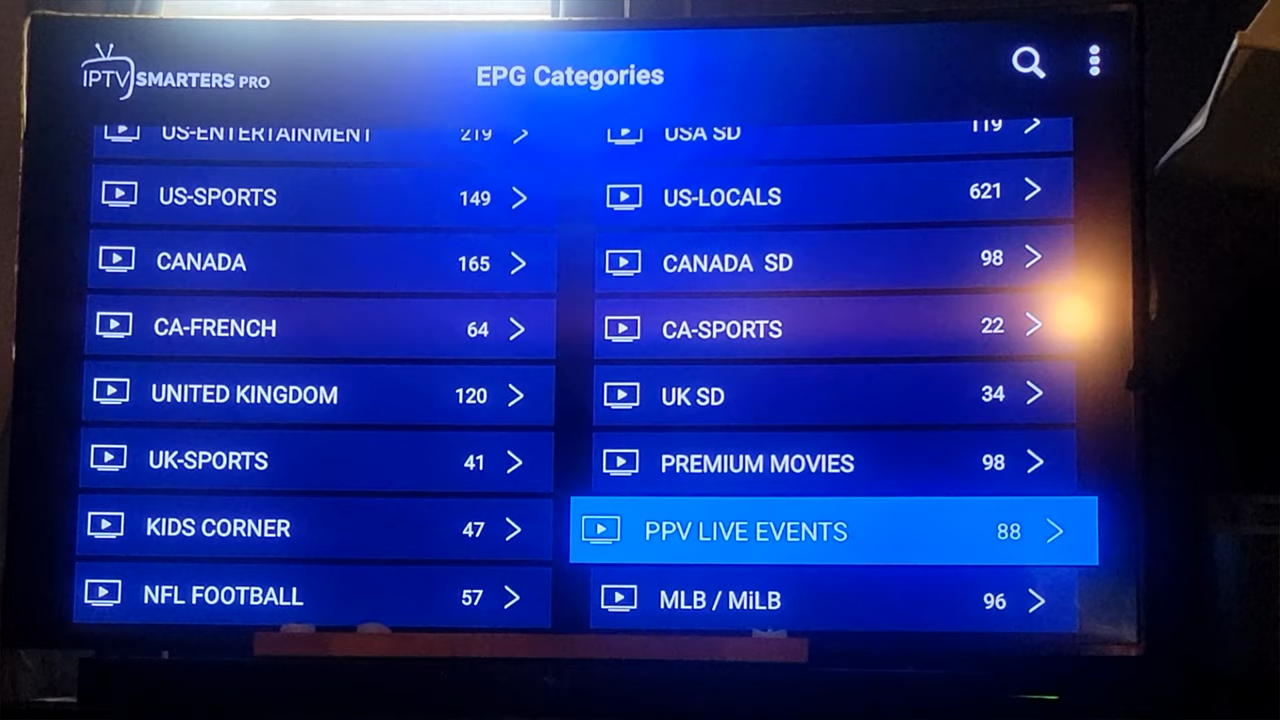 IPTV SMARTERS PRO
EPG Categories
US-ENTERTAINMENT 219 USA SD 119
US-SPORTS 149 US-LOCALS 621
CANADA 165 CANADA SD 98
CA-FRENCH 64 CA-SPORTS 22
UNITED KINGDOM 120 UK SD 34
UK-SPORTS 41 PREMIUM MOVIES 98
KIDS CORNER 47 PPV LIVE EVENTS 88
NFL FOOTBALL 57 MLB / MiLB 96